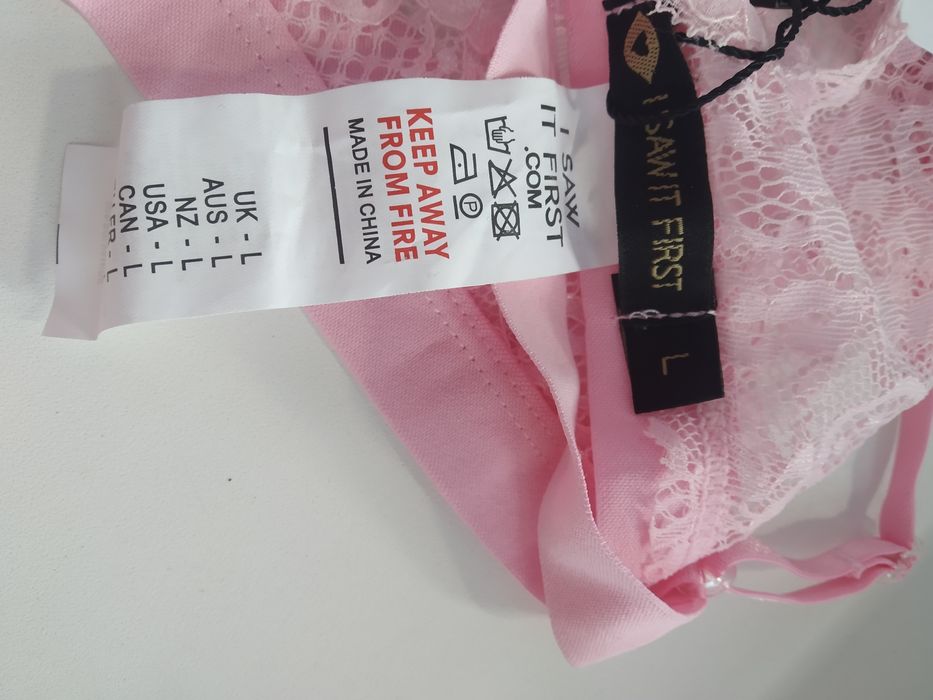 I SAW IT FIRST
L
I SAW
IT FIRST
.COM
P
KEEP AWAY
FROM FIRE
MADE IN CHINA
UK - L
AUS - L
NZ - L
USA - L
CAN - L